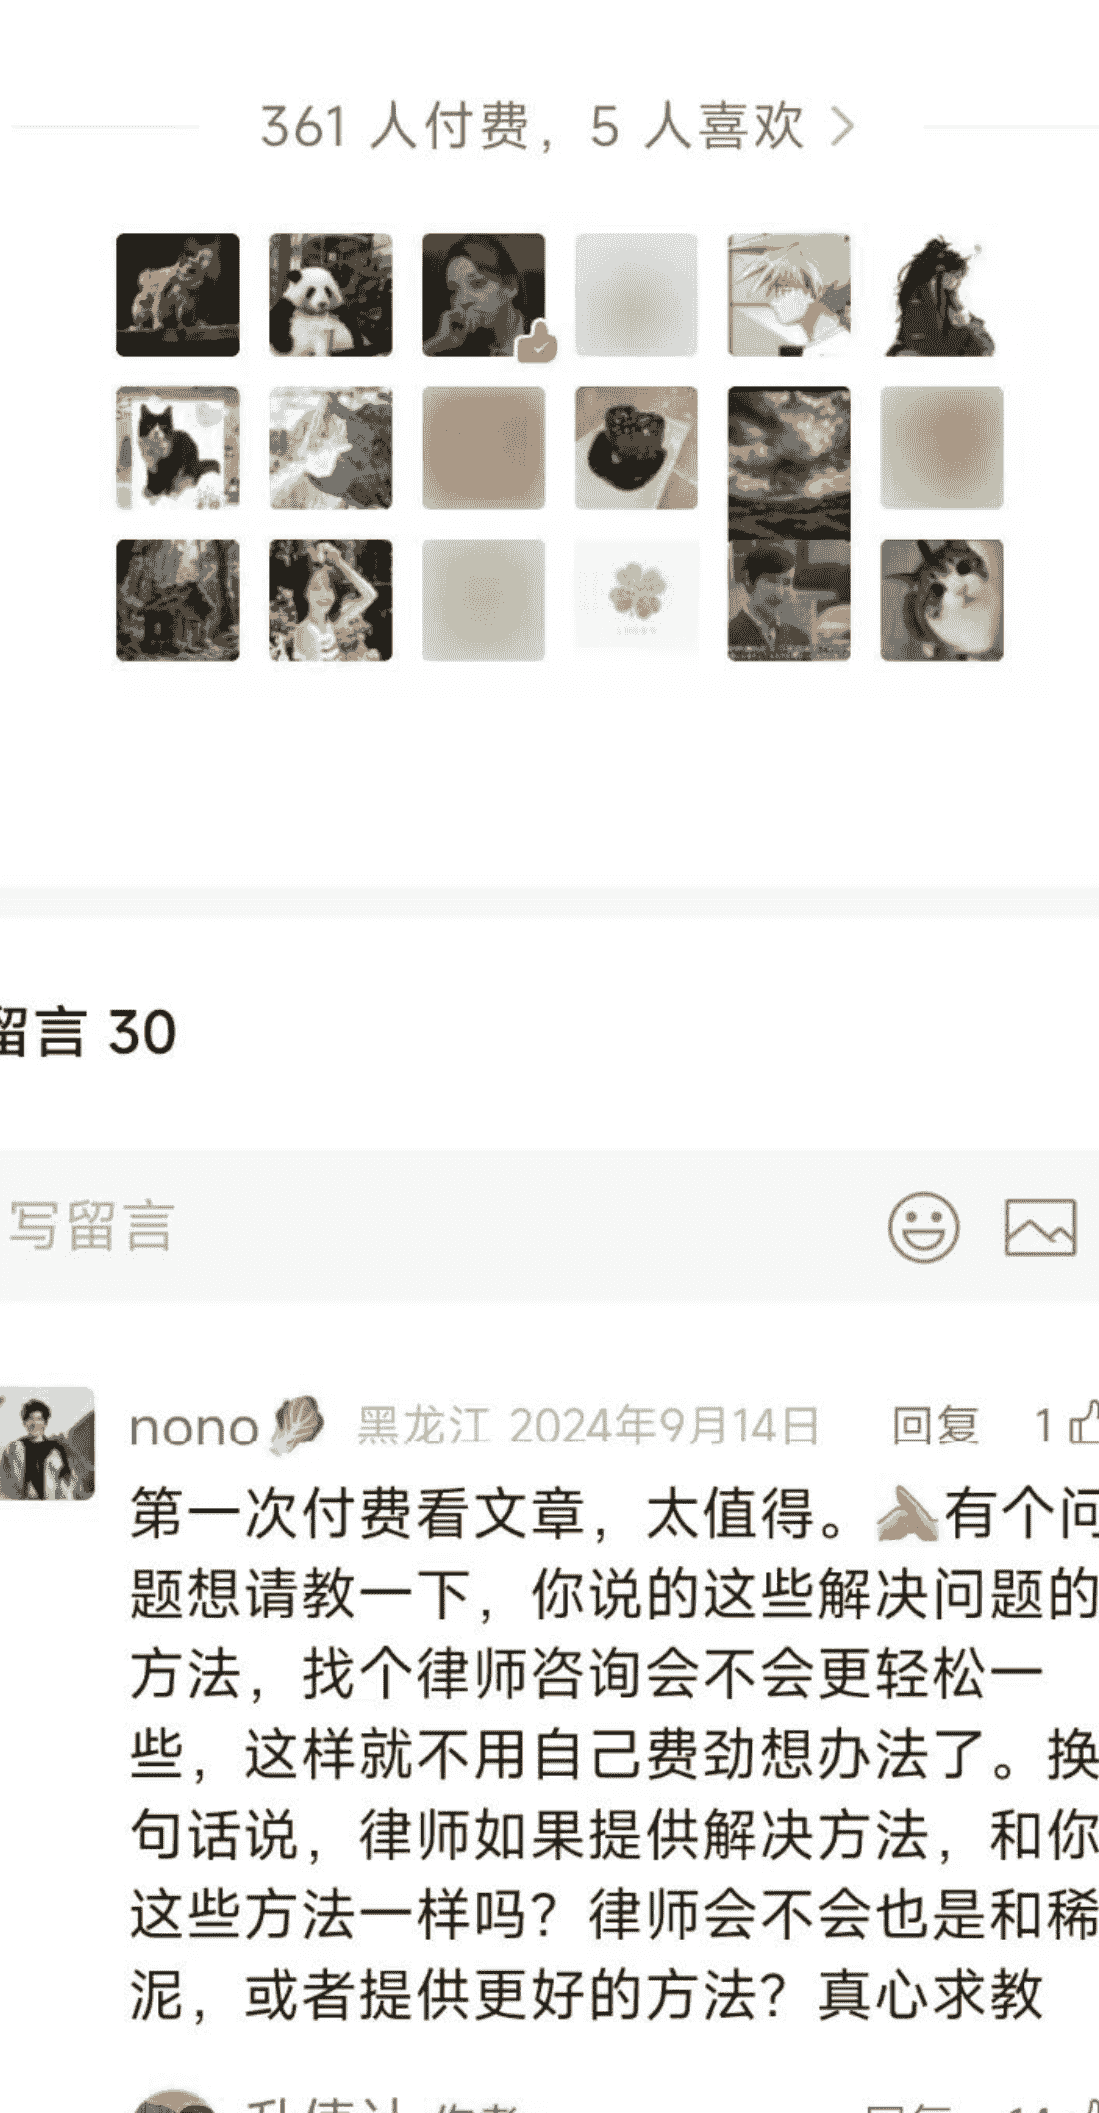 361 人付费，5 人喜欢
留言 30
写留言
nono 黑龙江 2024年9月14日 回复 1
第一次付费看文章，太值得。有个问
题想请教一下，你说的这些解决问题的
方法，找个律师咨询会不会更轻松一
些，这样就不用自己费劲想办法了。换
句话说，律师如果提供解决方法，和你
这些方法一样吗？律师会不会也是和稀
泥，或者提供更好的方法？真心求教